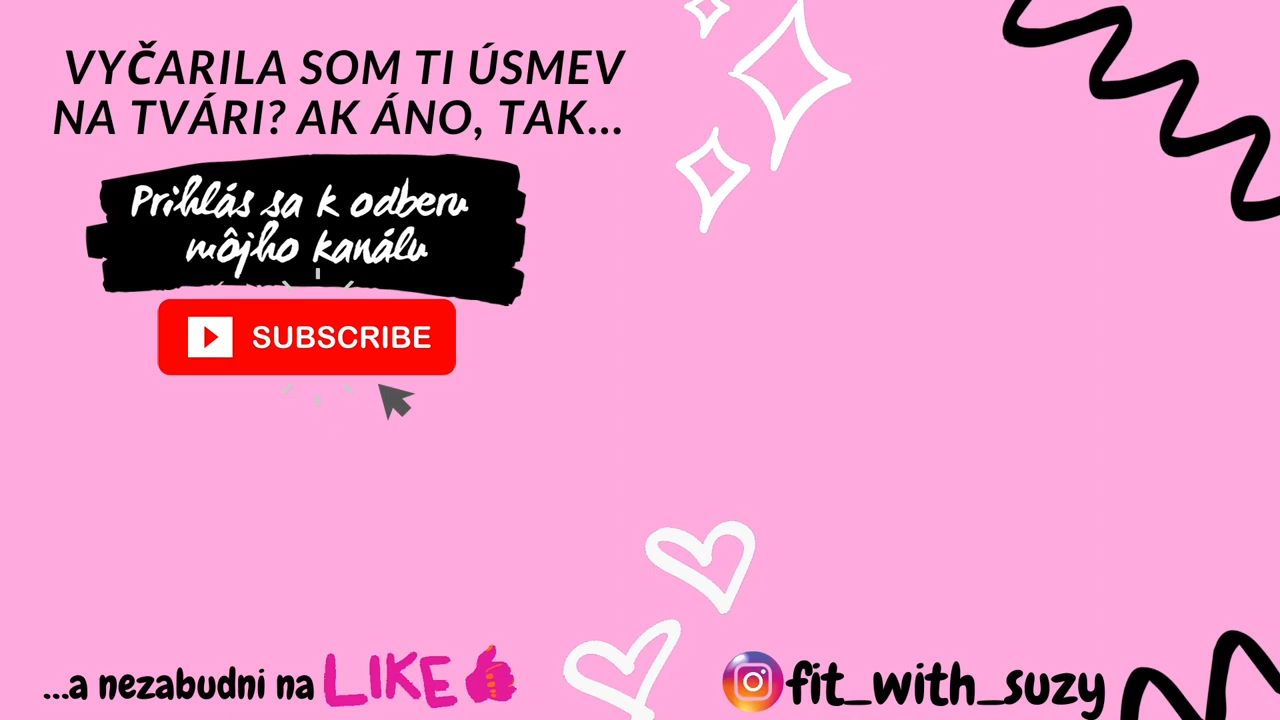 VYČARILA SOM TI ÚSMEV
NA TVÁRI? AK ÁNO, TAK...
Prihlás sa k odberu
môjho kanálu
SUBSCRIBE
...a nezabudni na LIKE
fit_with_suzy